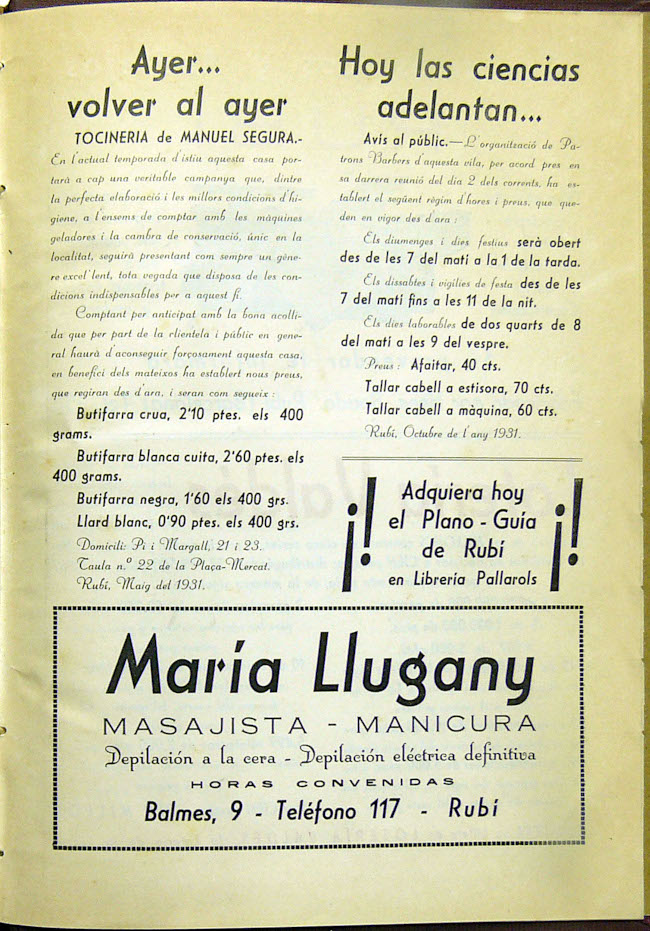 Ayer...
volver al ayer
TOCINERIA de MANUEL SEGURA.-
En l'actual temporada d'istiu aquesta casa por-
tarà a cap una veritable campanya que, dintre
la perfecta elaboració i les millors condicions d'hi-
giene, a l'ensems de comptar amb les màquines
geladores i la cambra de conservació, únic en la
localitat, seguirà presentant com sempre un gène-
re excel'lent, tota vegada que disposa de les con-
dicions indispensables per a aquest fi.
Comptant per anticipat amb la bona acolli-
da que per part de la clientela i públic en gene-
ral haurà d'aconseguir forçosament aquesta casa,
en benefici dels mateixos ha establert nous preus,
que regiran des d'ara, i seran com segueix:
Butifarra crua, 2'10 ptes. els 400
grams.
Butifarra blanca cuita, 2'60 ptes. els
400 grams.
Butifarra negra, 1'60 els 400 grs.
Llard blanc, 0'90 ptes. els 400 grs.
Domicili: Pi i Margall, 21 i 23.
Taula n.º 22 de la Plaça-Mercat.
Rubí, Maig del 1931.
Hoy las ciencias
adelantan...
Avís al públic.—L'organització de Pa-
trons Barbers d'aquesta vila, per acord pres en
sa darrera reunió del dia 2 dels corrents, ha es-
tablert el següent règim d'hores i preus, que que-
den en vigor des d'ara:
Els diumenges i dies festius serà obert
des de les 7 del matí a la 1 de la tarda.
Els dissabtes i vigilies de festa des de les
7 del matí fins a les 11 de la nit.
Els dies laborables de dos quarts de 8
del matí a les 9 del vespre.
Preus: Afaitar, 40 cts.
Tallar cabell a estisora, 70 cts.
Tallar cabell a màquina, 60 cts.
Rubí, Octubre de l'any 1931.
¡! Adquiera hoy ¡!
el Plano - Guía
de Rubí
en Librería Pallarols
María Llugany
MASAJISTA - MANICURA
Depilación a la cera - Depilación eléctrica definitiva
HORAS CONVENIDAS
Balmes, 9 - Teléfono 117 - Rubí